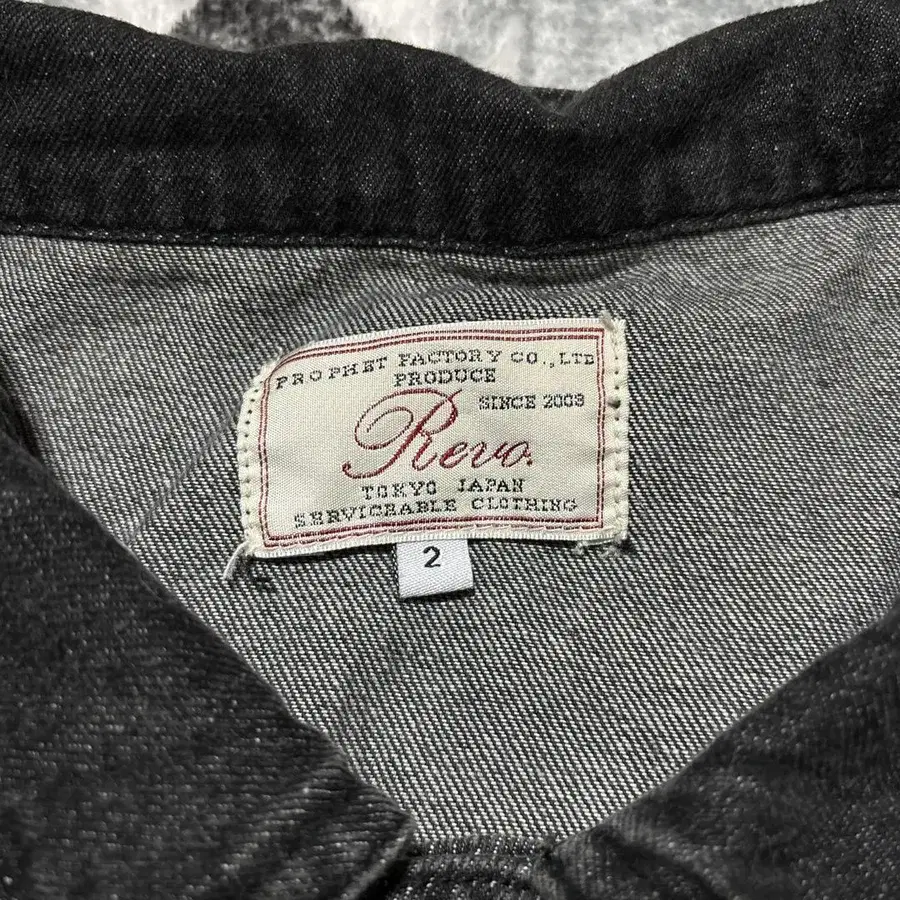 PROPHET FACTORY CO., LTD
PRODUCE
SINCE 2003
Revo.
TOKYO JAPAN
SERVICEABLE CLOTHING
2